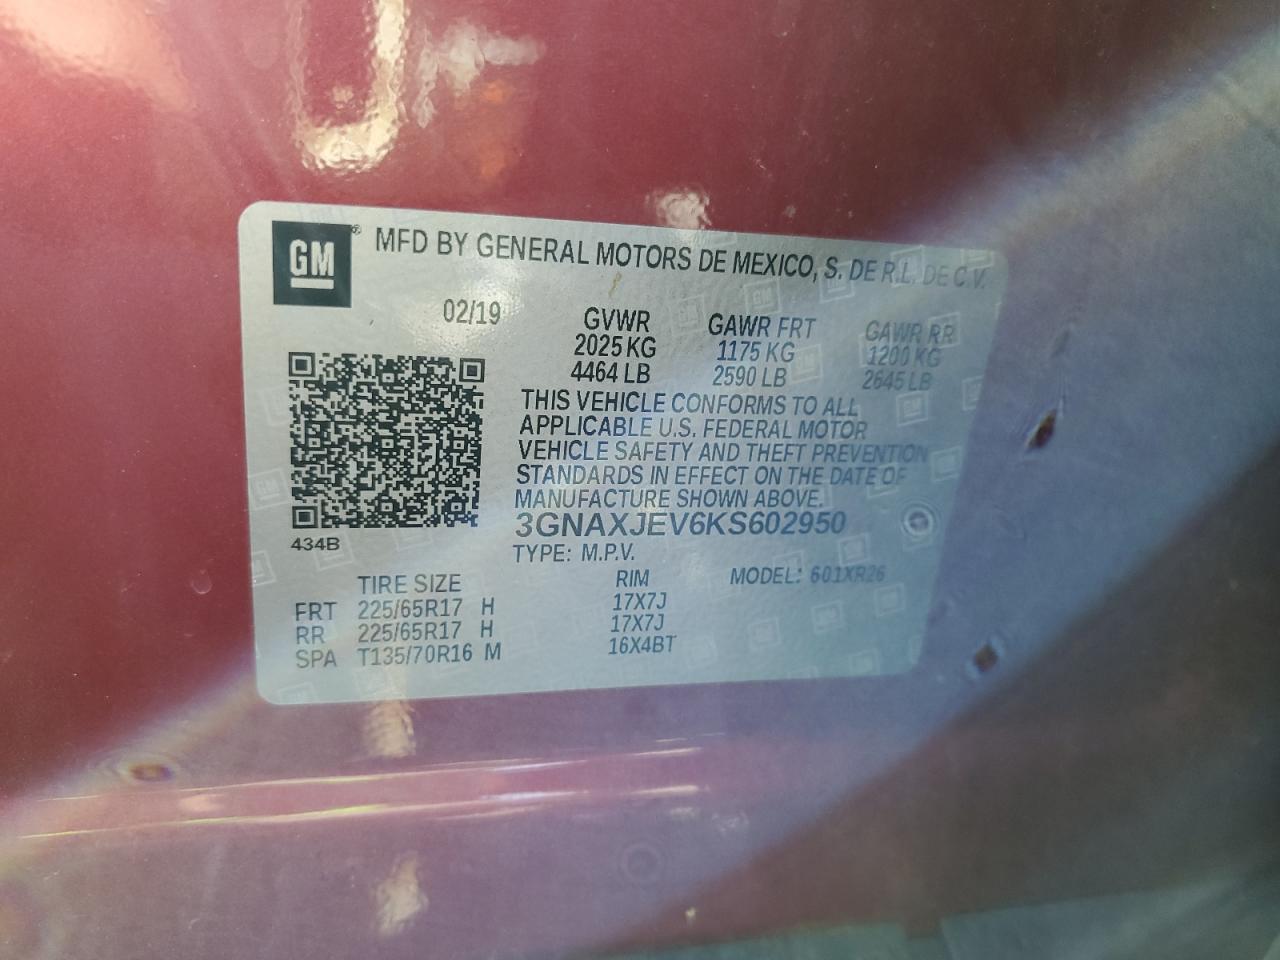 GM® MFD BY GENERAL MOTORS DE MEXICO, S. DE R.L. DE C.V.
02/19 GVWR GAWR FRT GAWR RR
2025 KG 1175 KG 1200 KG
4464 LB 2590 LB 2645 LB
THIS VEHICLE CONFORMS TO ALL
APPLICABLE U.S. FEDERAL MOTOR
VEHICLE SAFETY AND THEFT PREVENTION
STANDARDS IN EFFECT ON THE DATE OF
MANUFACTURE SHOWN ABOVE.
3GNAXJEV6KS602950
434B
TYPE: M.P.V.
TIRE SIZE RIM MODEL: 601XR26
FRT 225/65R17 H 17X7J
RR 225/65R17 H 17X7J
SPA T135/70R16 M 16X4BT